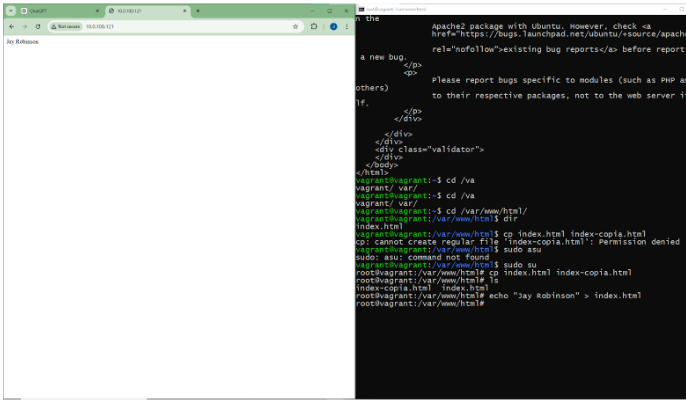 ChatGPT
10.0.100.121
Not secure
10.0.100.121
Jay Robinson
root@vagrant: /var/www/html
n the
Apache2 package with Ubuntu. However, check <a
href="https://bugs.launchpad.net/ubuntu/+source/apache
rel="nofollow">existing bug reports</a> before report
a new bug.
</p>
<p>
Please report bugs specific to modules (such as PHP a
others)
to their respective packages, not to the web server i
lf.
</p>
</div>
</div>
</div>
<div class="validator">
</div>
</body>
</html>
vagrant@vagrant:~$ cd /va
vagrant/ var/
vagrant@vagrant:~$ cd /va
vagrant/ var/
vagrant@vagrant:~$ cd /var/www/html/
vagrant@vagrant:/var/www/html$ dir
index.html
vagrant@vagrant:/var/www/html$ cp index.html index-copia.html
cp: cannot create regular file 'index-copia.html': Permission denied
vagrant@vagrant:/var/www/html$ sudo asu
sudo: asu: command not found
vagrant@vagrant:/var/www/html$ sudo su
root@vagrant:/var/www/html# cp index.html index-copia.html
root@vagrant:/var/www/html# ls
index-copia.html index.html
root@vagrant:/var/www/html# echo "Jay Robinson" > index.html
root@vagrant:/var/www/html#